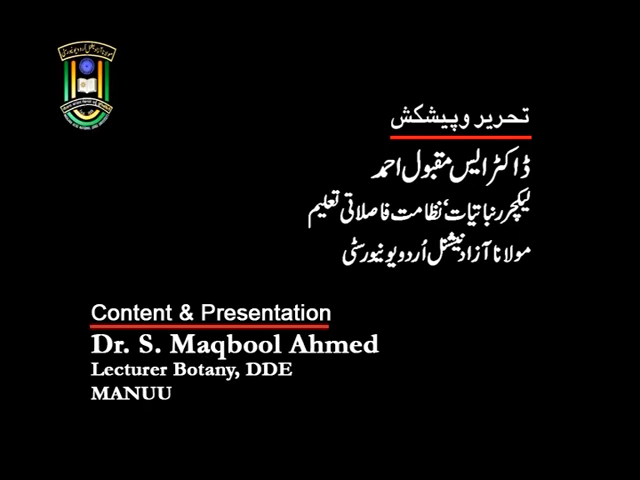 تحریر و پیشکش
ڈاکٹر ایس مقبول احمد
لیکچرر نباتیات، نظامت فاصلاتی تعلیم
مولانا آزاد نیشنل اُردو یونیورسٹی
Content & Presentation
Dr. S. Maqbool Ahmed
Lecturer Botany, DDE
MANUU